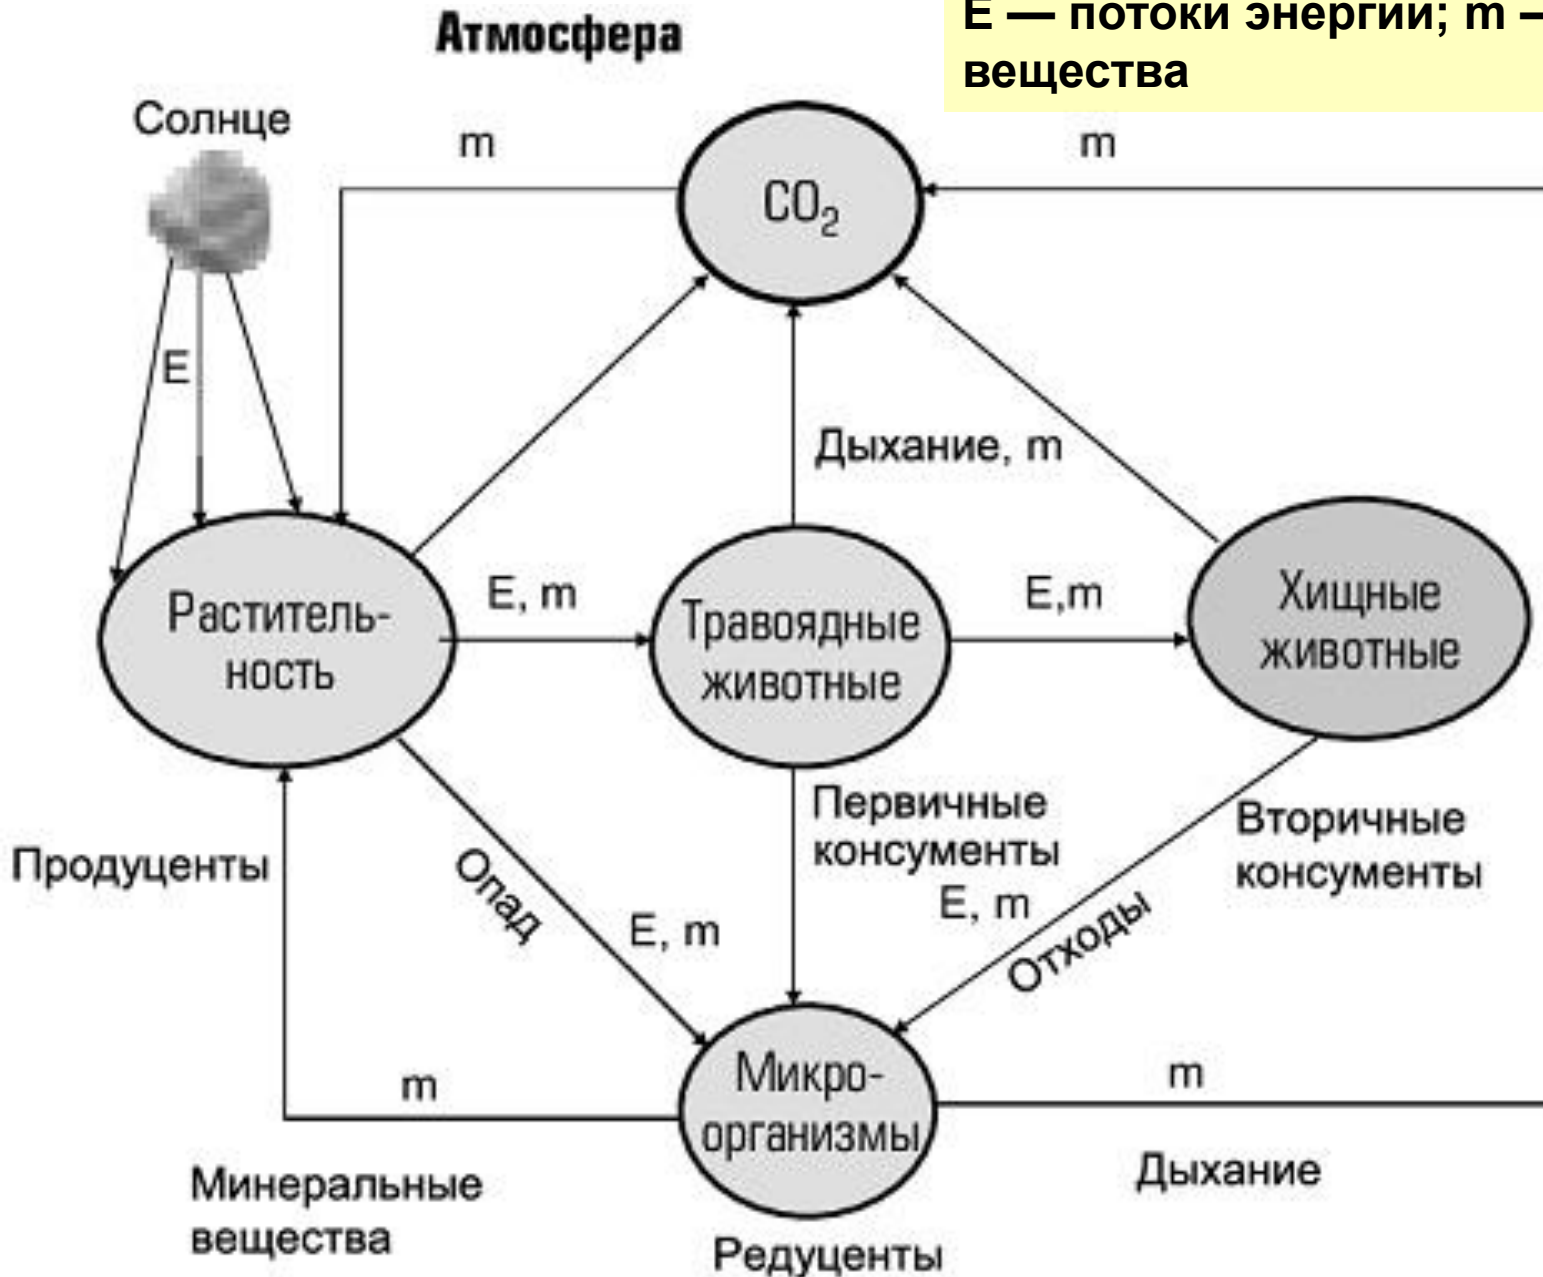 Е — потоки энергии; m —
вещества
Атмосфера
Солнце
m
m
CO₂
E
Дыхание, m
Раститель-
ность
E, m
Травоядные
животные
E,m
Хищные
животные
Первичные
консументы
Вторичные
консументы
Продуценты
Опад
E, m
E, m
Отходы
Микро-
организмы
m
m
Минеральные
вещества
Дыхание
Редуценты